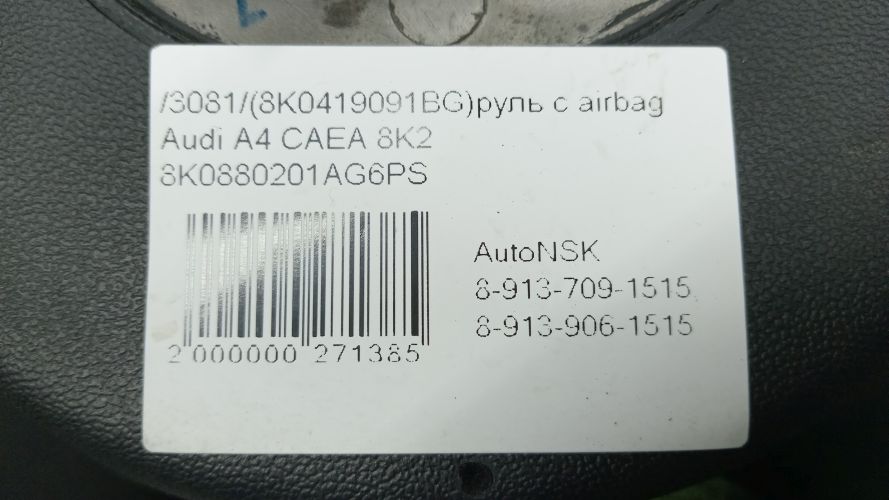 /3081/(8K0419091BG)руль с airbag
Audi A4 CAEA 8K2
8K0880201AG6PS
AutoNSK
8-913-709-1515
8-913-906-1515
2 000000 271385